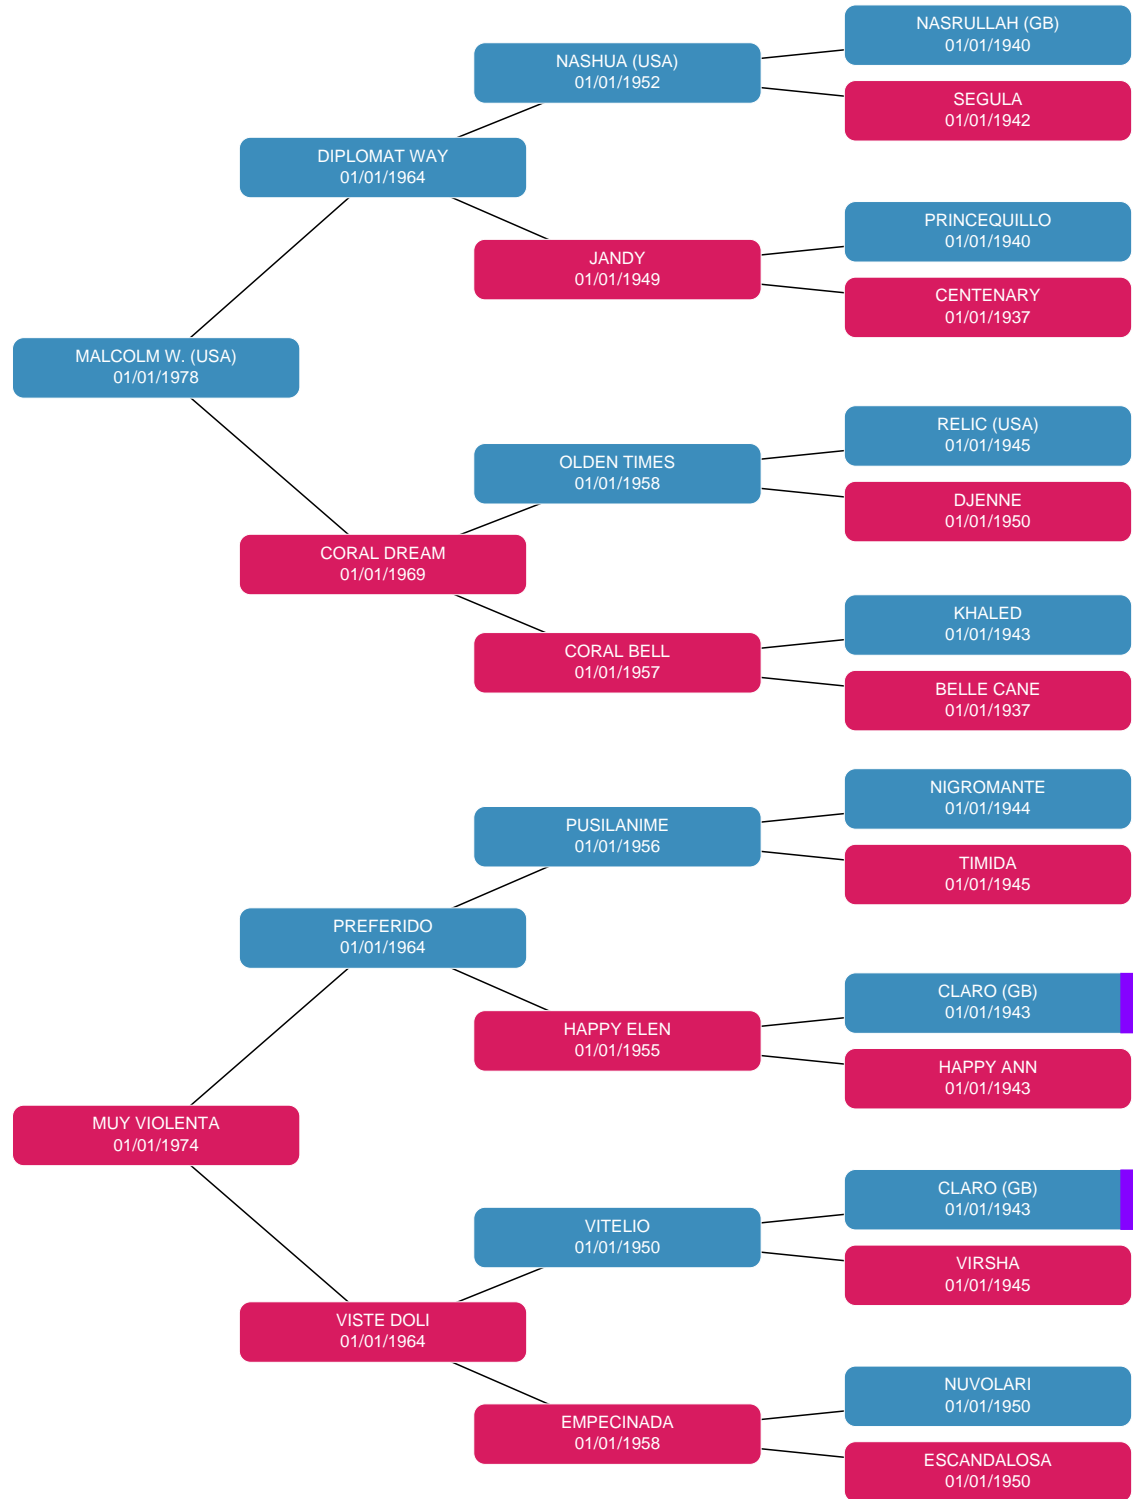 NASRULLAH (GB)
01/01/1940
NASHUA (USA)
01/01/1952
SEGULA
01/01/1942
DIPLOMAT WAY
01/01/1964
PRINCEQUILLO
01/01/1940
JANDY
01/01/1949
CENTENARY
01/01/1937
MALCOLM W. (USA)
01/01/1978
RELIC (USA)
01/01/1945
OLDEN TIMES
01/01/1958
DJENNE
01/01/1950
CORAL DREAM
01/01/1969
KHALED
01/01/1943
CORAL BELL
01/01/1957
BELLE CANE
01/01/1937
NIGROMANTE
01/01/1944
PUSILANIME
01/01/1956
TIMIDA
01/01/1945
PREFERIDO
01/01/1964
CLARO (GB)
01/01/1943
HAPPY ELEN
01/01/1955
HAPPY ANN
01/01/1943
MUY VIOLENTA
01/01/1974
CLARO (GB)
01/01/1943
VITELIO
01/01/1950
VIRSHA
01/01/1945
VISTE DOLI
01/01/1964
NUVOLARI
01/01/1950
EMPECINADA
01/01/1958
ESCANDALOSA
01/01/1950